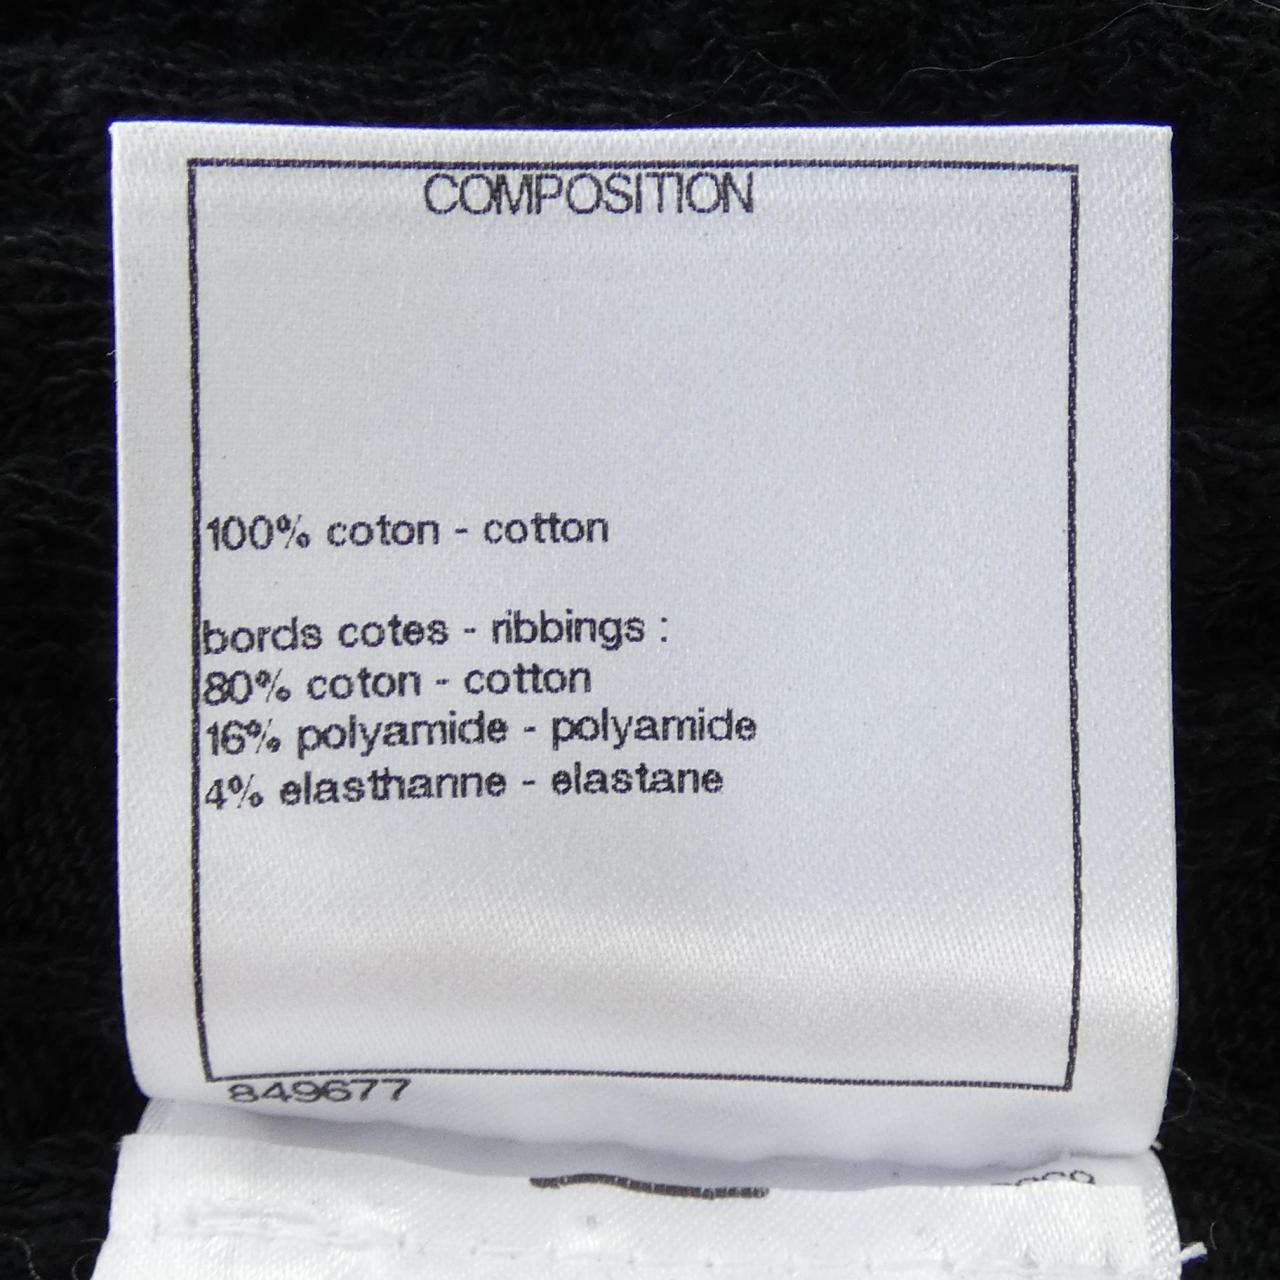 COMPOSITION
100% coton - cotton
bords cotes - ribbings :
80% coton - cotton
16% polyamide - polyamide
4% elasthanne - elastane
849677